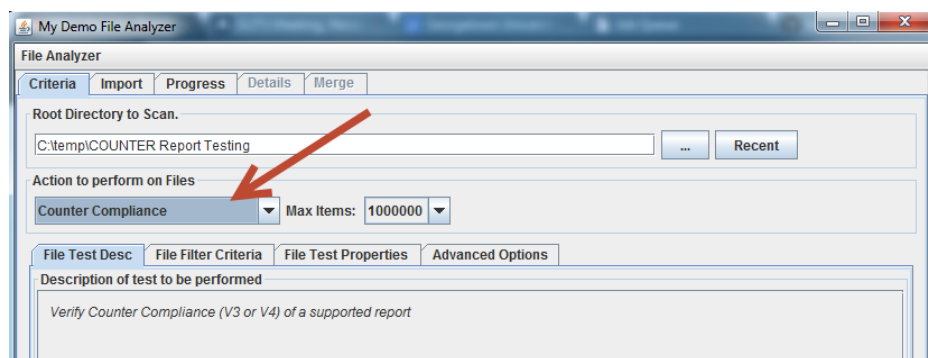 My Demo File Analyzer
File Analyzer
Criteria Import Progress Details Merge
Root Directory to Scan.
C:\temp\COUNTER Report Testing ... Recent
Action to perform on Files
Counter Compliance Max Items: 1000000
File Test Desc File Filter Criteria File Test Properties Advanced Options
Description of test to be performed
Verify Counter Compliance (V3 or V4) of a supported report